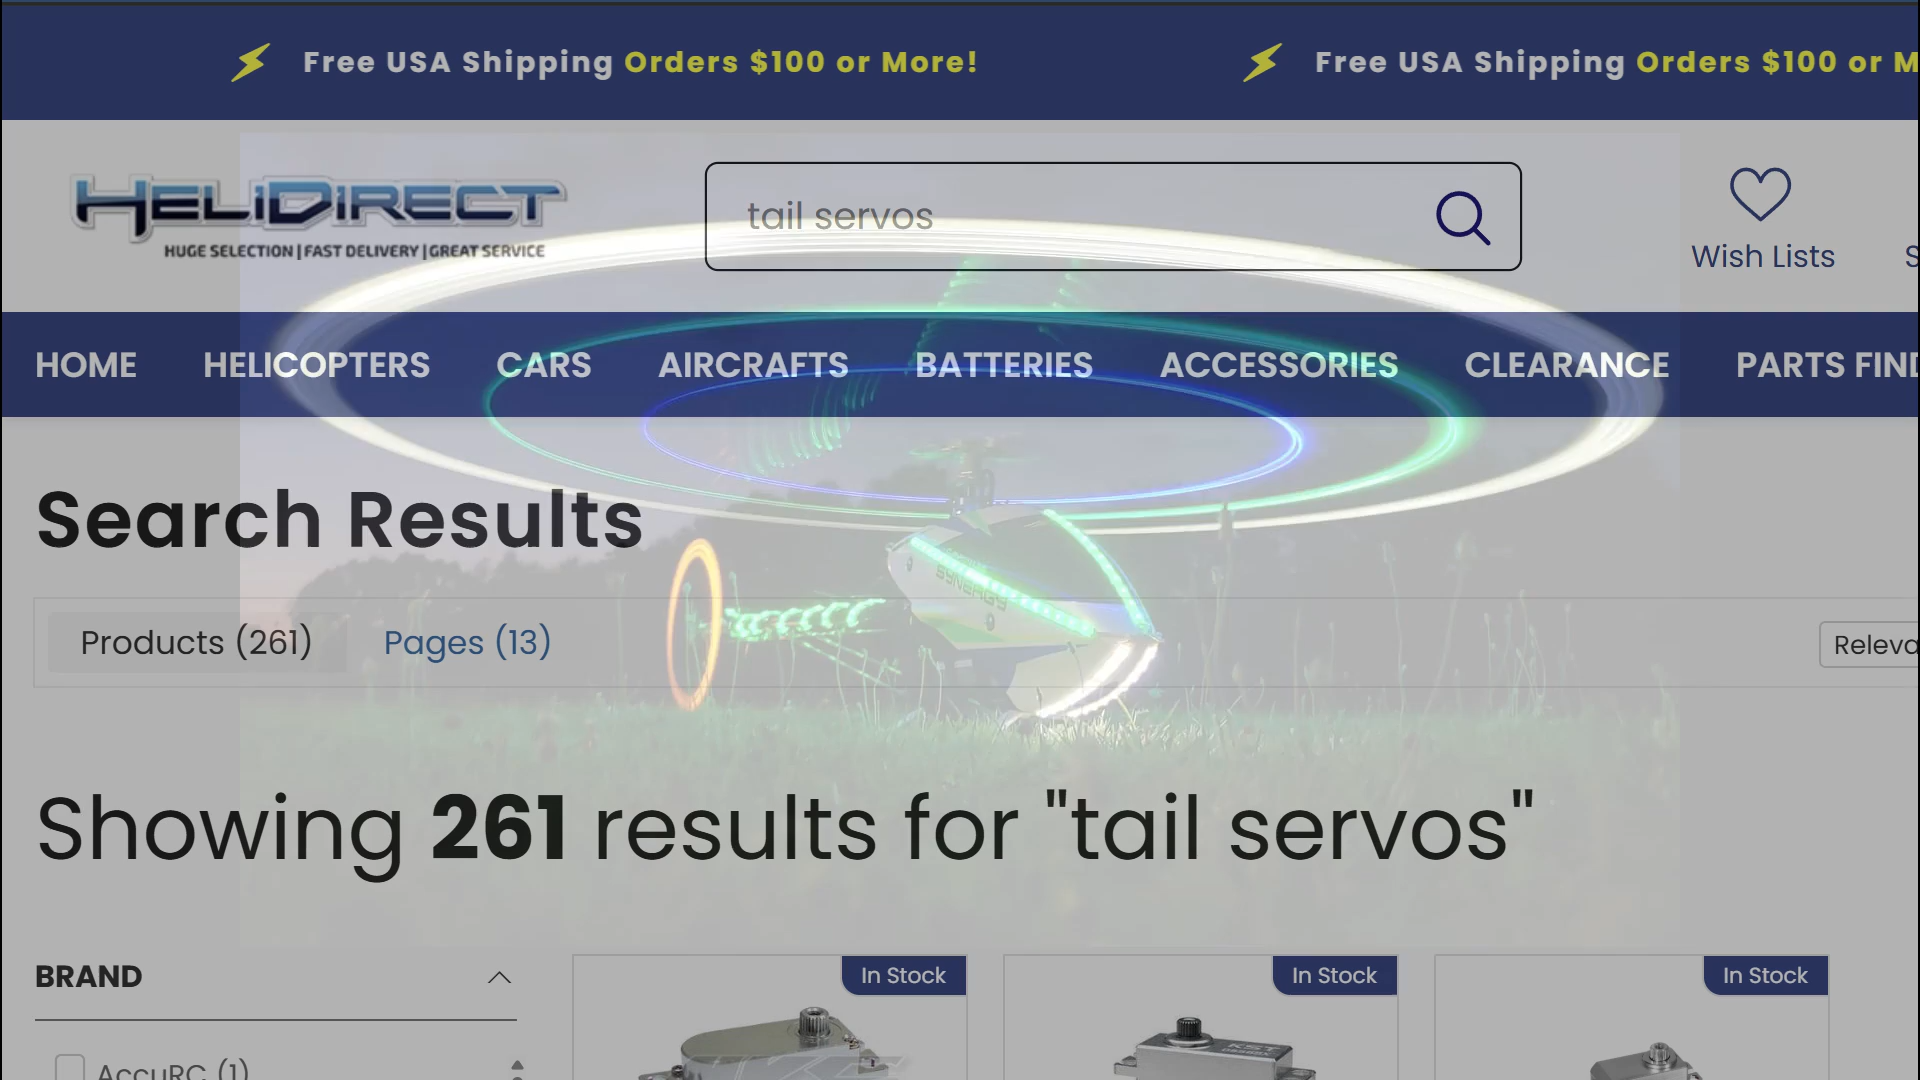 Free USA Shipping Orders $100 or More!
Free USA Shipping Orders $100 or M
HELIDIRECT
HUGE SELECTION | FAST DELIVERY | GREAT SERVICE
tail servos
Wish Lists
S
HOME
HELICOPTERS
CARS
AIRCRAFTS
BATTERIES
ACCESSORIES
CLEARANCE
PARTS FIND
Search Results
SYNERGY
Products (261)
Pages (13)
Releva
Showing 261 results for "tail servos"
BRAND
In Stock
In Stock
In Stock
AccuRC (1)
KST